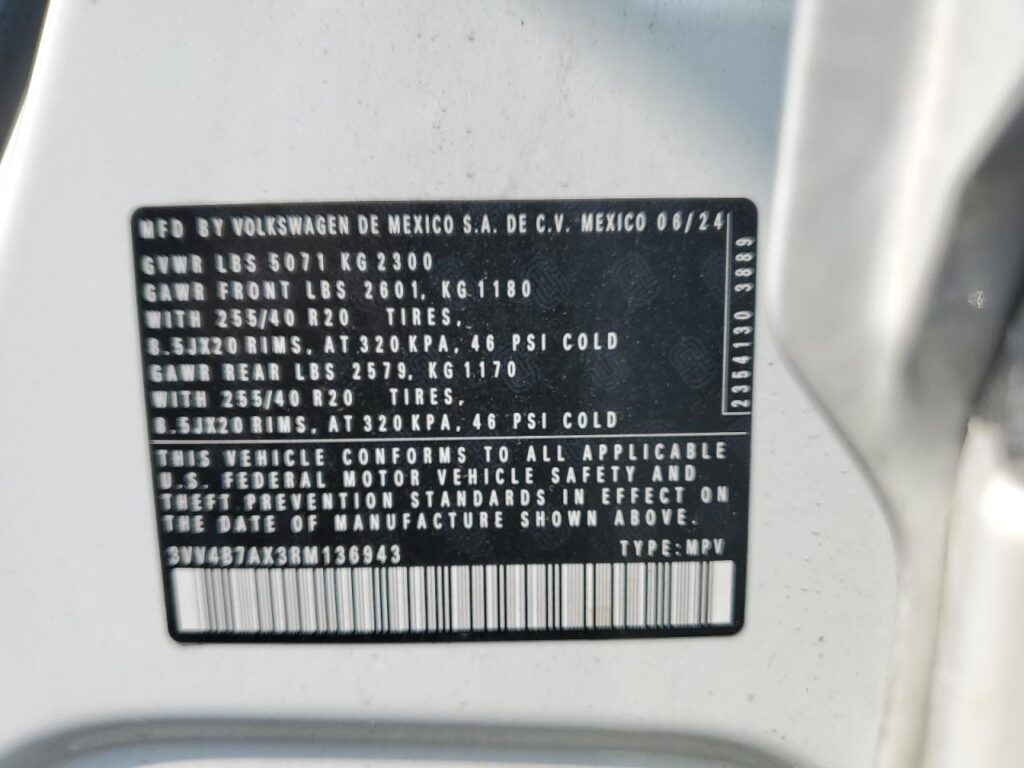 MFD BY VOLKSWAGEN DE MEXICO S.A. DE C.V. MEXICO 06/24
GVWR LBS 5071 KG 2300
GAWR FRONT LBS 2601, KG 1180
WITH 255/40 R20 TIRES,
8.5JX20 RIMS, AT 320 KPA, 46 PSI COLD
GAWR REAR LBS 2579, KG 1170
WITH 255/40 R20 TIRES,
8.5JX20 RIMS, AT 320 KPA, 46 PSI COLD
2354130 3889
THIS VEHICLE CONFORMS TO ALL APPLICABLE
U.S. FEDERAL MOTOR VEHICLE SAFETY AND
THEFT PREVENTION STANDARDS IN EFFECT ON
THE DATE OF MANUFACTURE SHOWN ABOVE.
3VV4B7AX3RM136943 TYPE: MPV